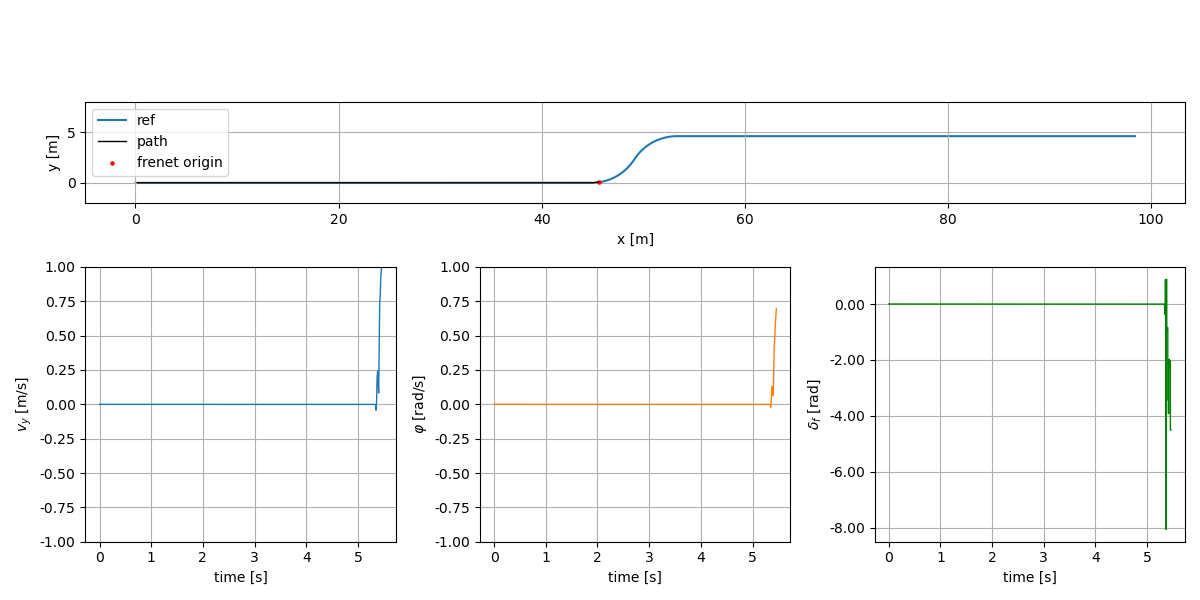 ref
path
frenet origin
5
0
y [m]
0 20 40 60 80 100
x [m]
1.00
0.75
0.50
0.25
0.00
-0.25
-0.50
-0.75
-1.00
v_y [m/s]
0 1 2 3 4 5
time [s]
1.00
0.75
0.50
0.25
0.00
-0.25
-0.50
-0.75
-1.00
φ [rad/s]
0 1 2 3 4 5
time [s]
0.00
-2.00
-4.00
-6.00
-8.00
δ_f [rad]
0 1 2 3 4 5
time [s]